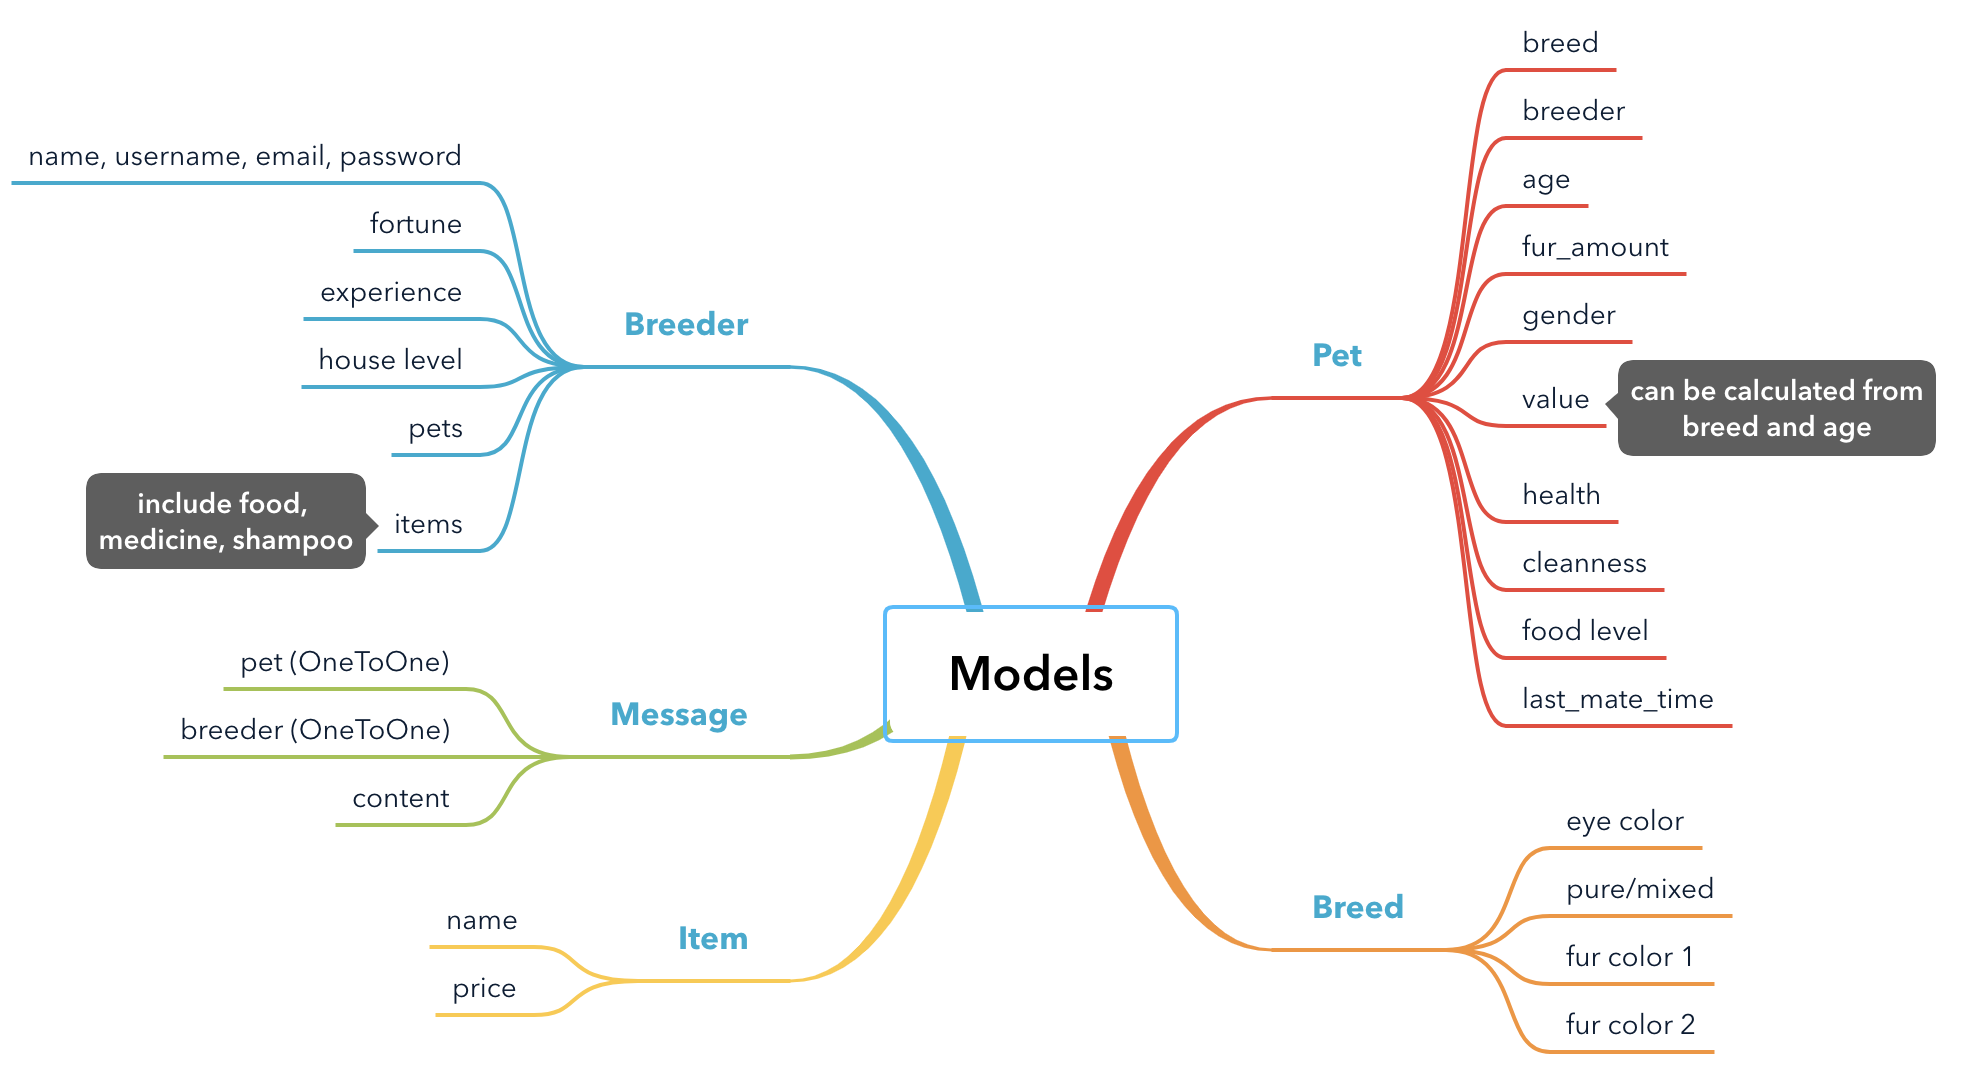 Models
Breeder
name, username, email, password
fortune
experience
house level
pets
items
include food,
medicine, shampoo
Message
pet (OneToOne)
breeder (OneToOne)
content
Item
name
price
Pet
breed
breeder
age
fur_amount
gender
value
can be calculated from
breed and age
health
cleanness
food level
last_mate_time
Breed
eye color
pure/mixed
fur color 1
fur color 2